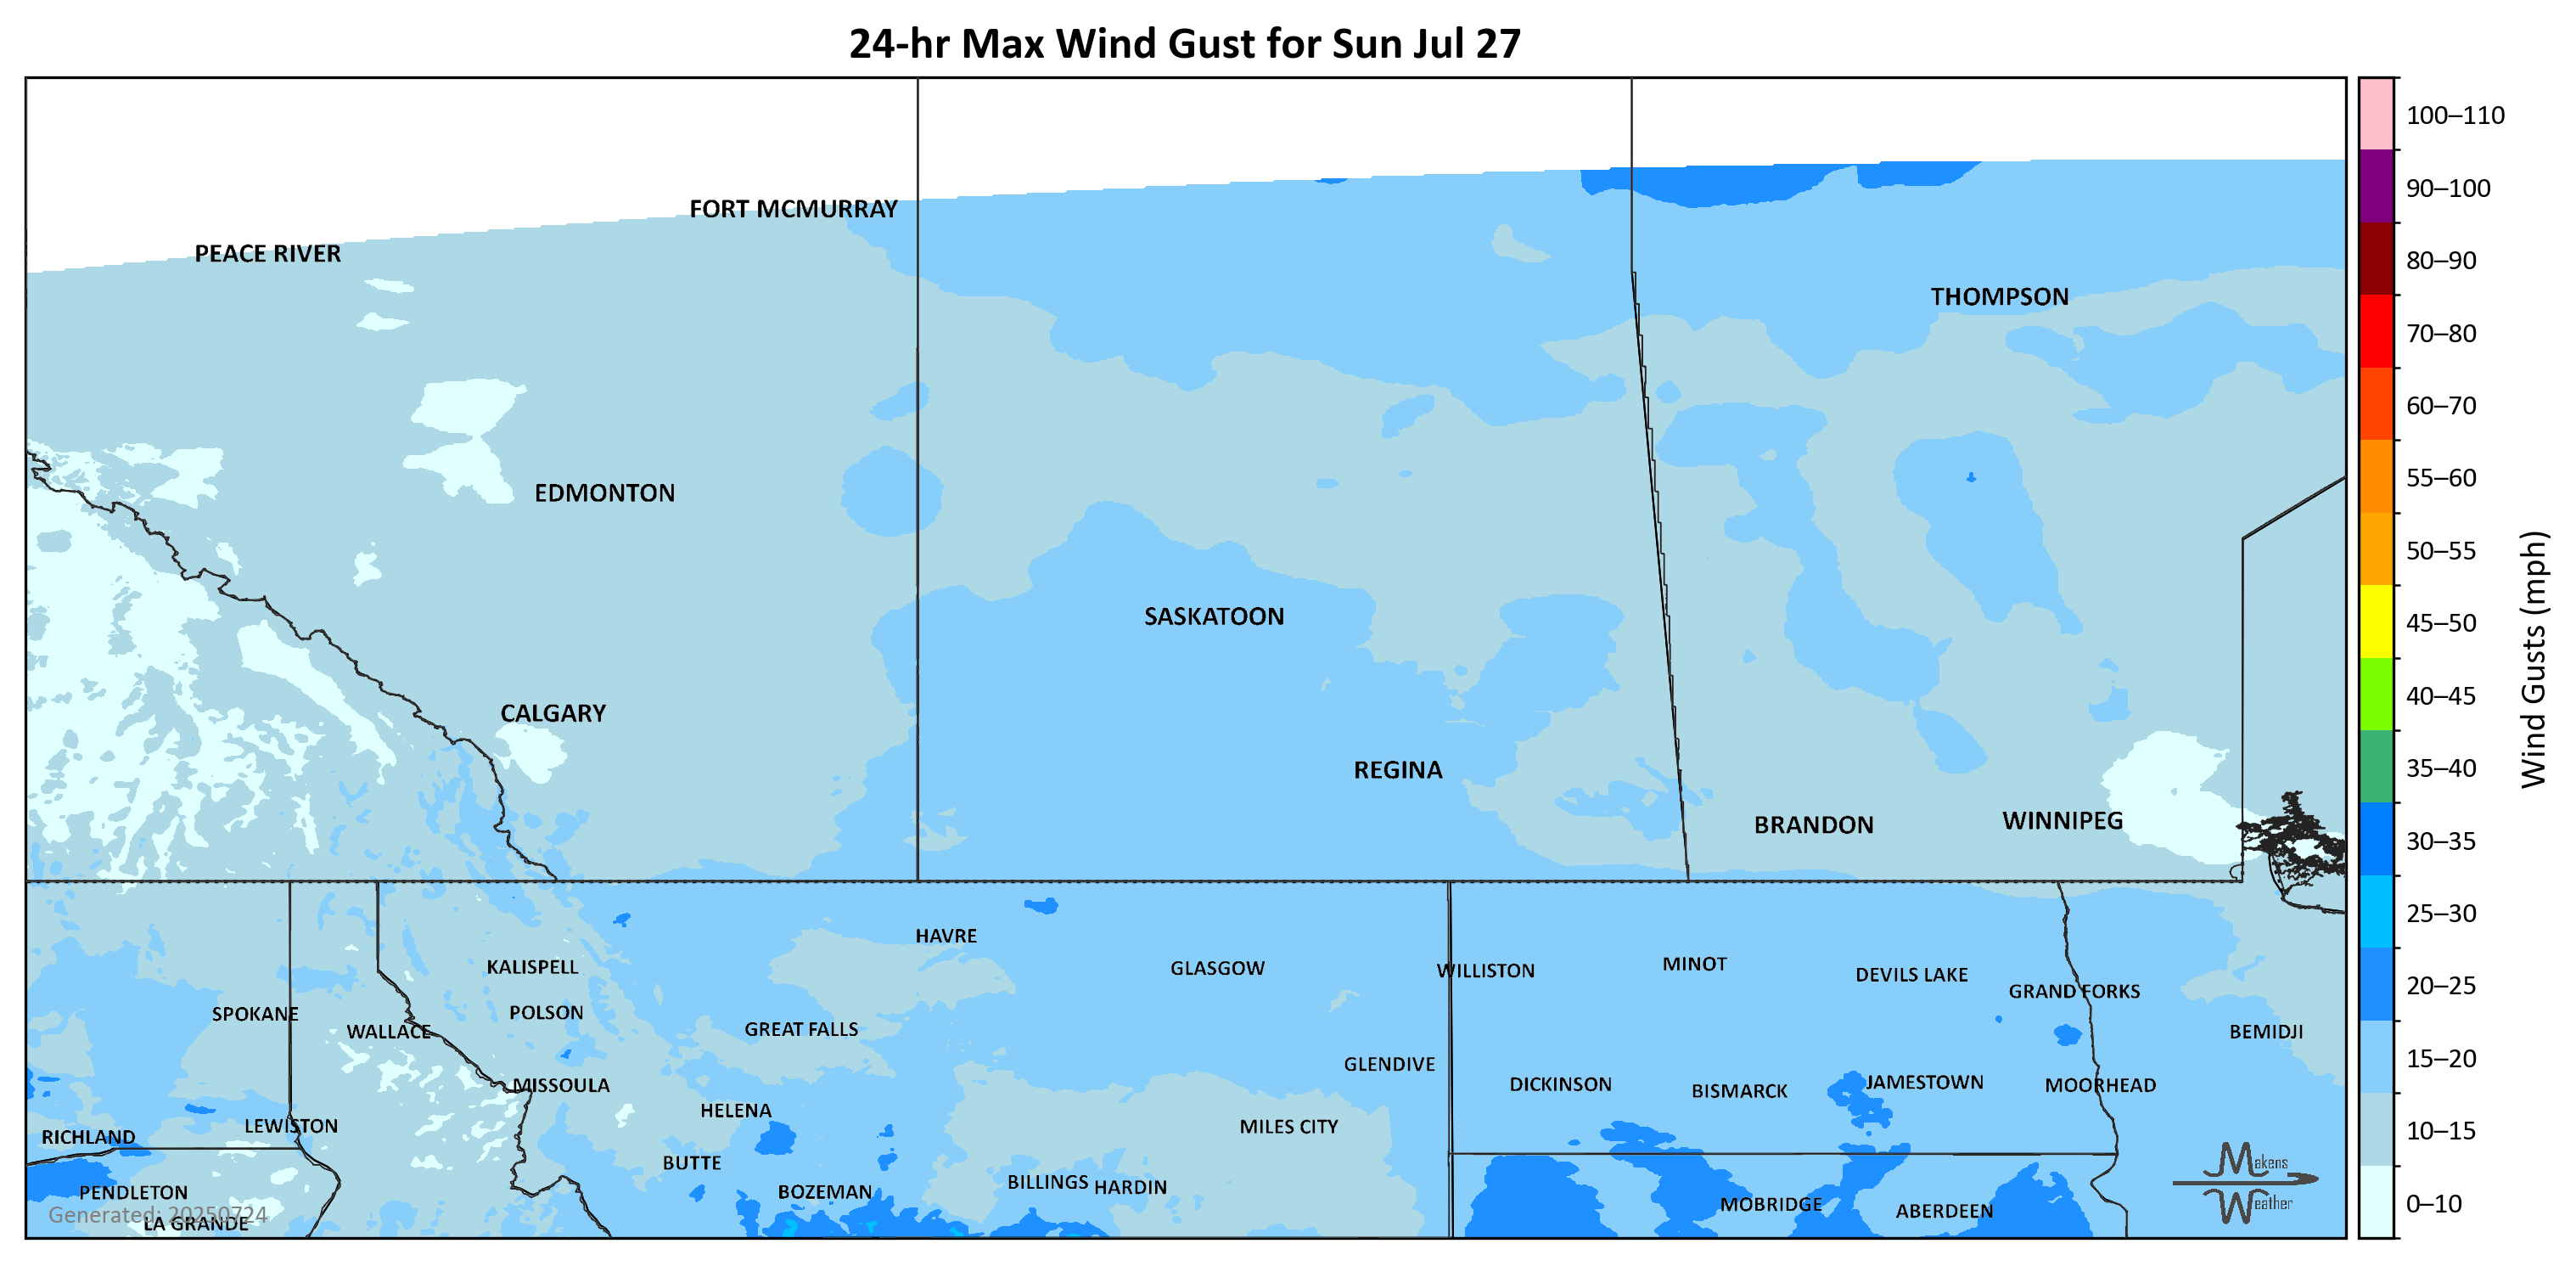 24-hr Max Wind Gust for Sun Jul 27
100–110
90–100
80–90
70–80
60–70
55–60
50–55
45–50
40–45
35–40
30–35
25–30
20–25
15–20
10–15
0–10
Wind Gusts (mph)
FORT MCMURRAY
PEACE RIVER
THOMPSON
EDMONTON
SASKATOON
CALGARY
REGINA
BRANDON
WINNIPEG
HAVRE
KALISPELL
GLASGOW
WILLISTON
MINOT
DEVILS LAKE
GRAND FORKS
SPOKANE
POLSON
WALLACE
GREAT FALLS
BEMIDJI
GLENDIVE
MISSOULA
DICKINSON
BISMARCK
JAMESTOWN
MOORHEAD
HELENA
LEWISTON
MILES CITY
RICHLAND
BUTTE
PENDLETON
BOZEMAN
BILLINGS
HARDIN
MOBRIDGE
ABERDEEN
LA GRANDE
Generated: 20250724
Makens
Weather